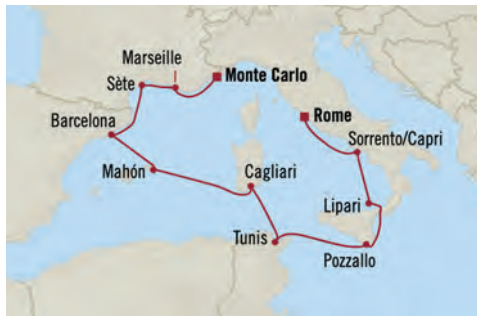 Marseille
Monte Carlo
Sète
Rome
Barcelona
Sorrento/Capri
Mahón
Cagliari
Lipari
Tunis
Pozzallo